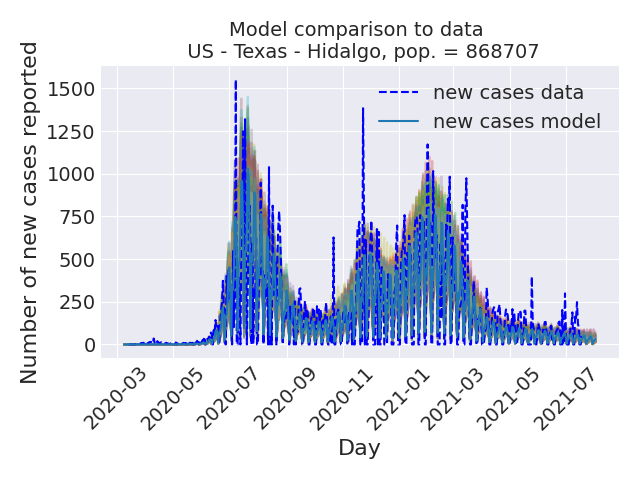 Model comparison to data
US - Texas - Hidalgo, pop. = 868707
Number of new cases reported
1500
1250
1000
750
500
250
0
new cases data
new cases model
2020-03
2020-05
2020-07
2020-09
2020-11
2021-01
2021-03
2021-05
2021-07
Day